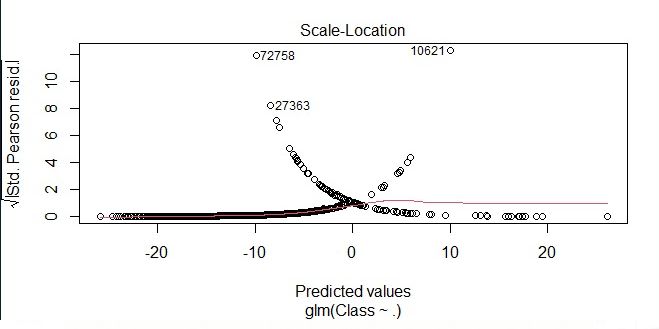 Scale-Location
√|Std. Pearson resid.|
0 2 4 6 8 10
72758
10621
27363
-20 -10 0 10 20
Predicted values
glm(Class ~ .)